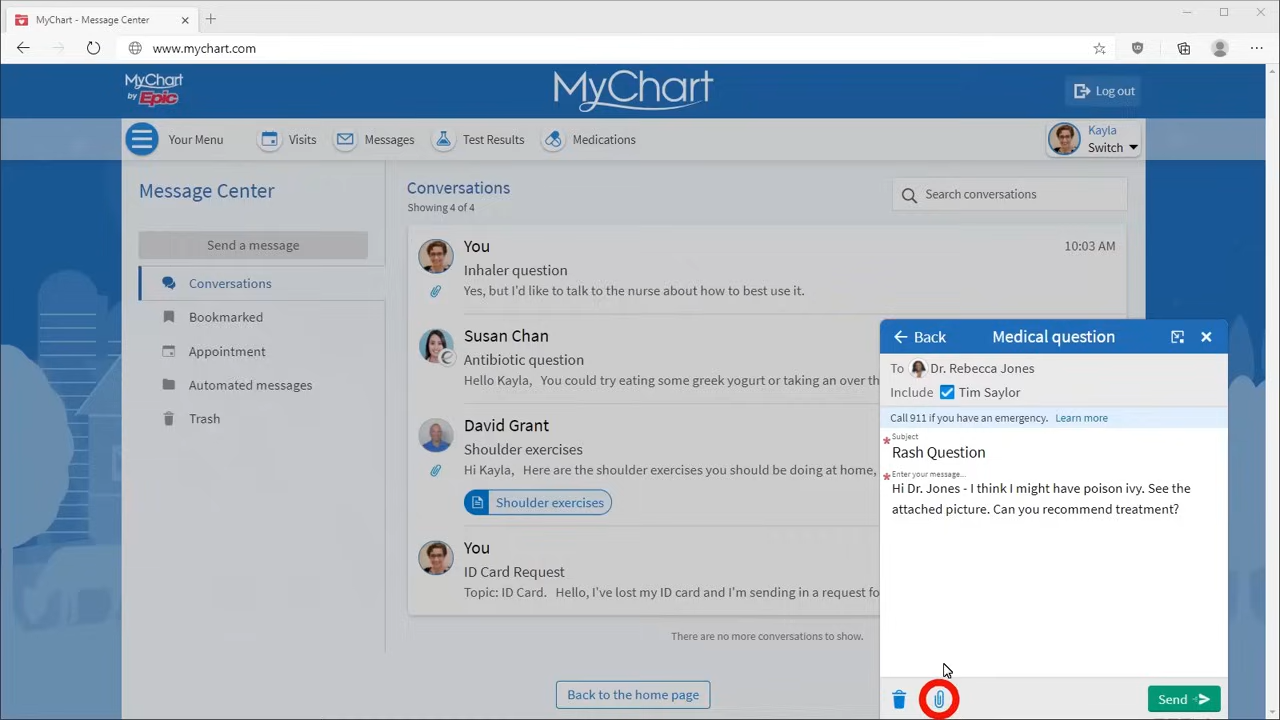 MyChart - Message Center
www.mychart.com
MyChart
by Epic
MyChart
Log out
Your Menu
Visits
Messages
Test Results
Medications
Kayla
Switch
Message Center
Send a message
Conversations
Bookmarked
Appointment
Automated messages
Trash
Conversations
Showing 4 of 4
Search conversations
You
10:03 AM
Inhaler question
Yes, but I'd like to talk to the nurse about how to best use it.
Susan Chan
Antibiotic question
Hello Kayla, You could try eating some greek yogurt or taking an over th
David Grant
Shoulder exercises
Hi Kayla, Here are the shoulder exercises you should be doing at home,
Shoulder exercises
You
ID Card Request
Topic: ID Card. Hello, I've lost my ID card and I'm sending in a request fo
There are no more conversations to show.
Back to the home page
Back
Medical question
To Dr. Rebecca Jones
Include Tim Saylor
Call 911 if you have an emergency. Learn more
* Subject
Rash Question
* Enter your message...
Hi Dr. Jones - I think I might have poison ivy. See the
attached picture. Can you recommend treatment?
Send